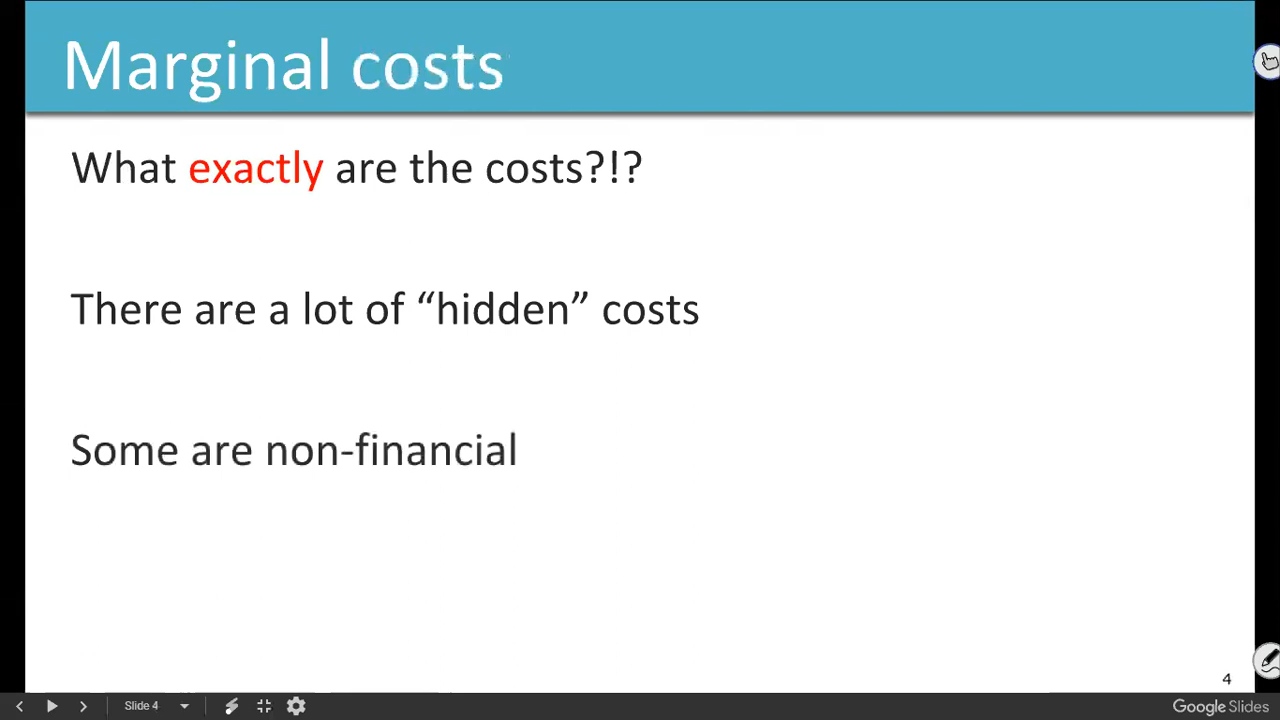 Marginal costs
What exactly are the costs?!?
There are a lot of “hidden” costs
Some are non-financial
4
Slide 4
Google Slides